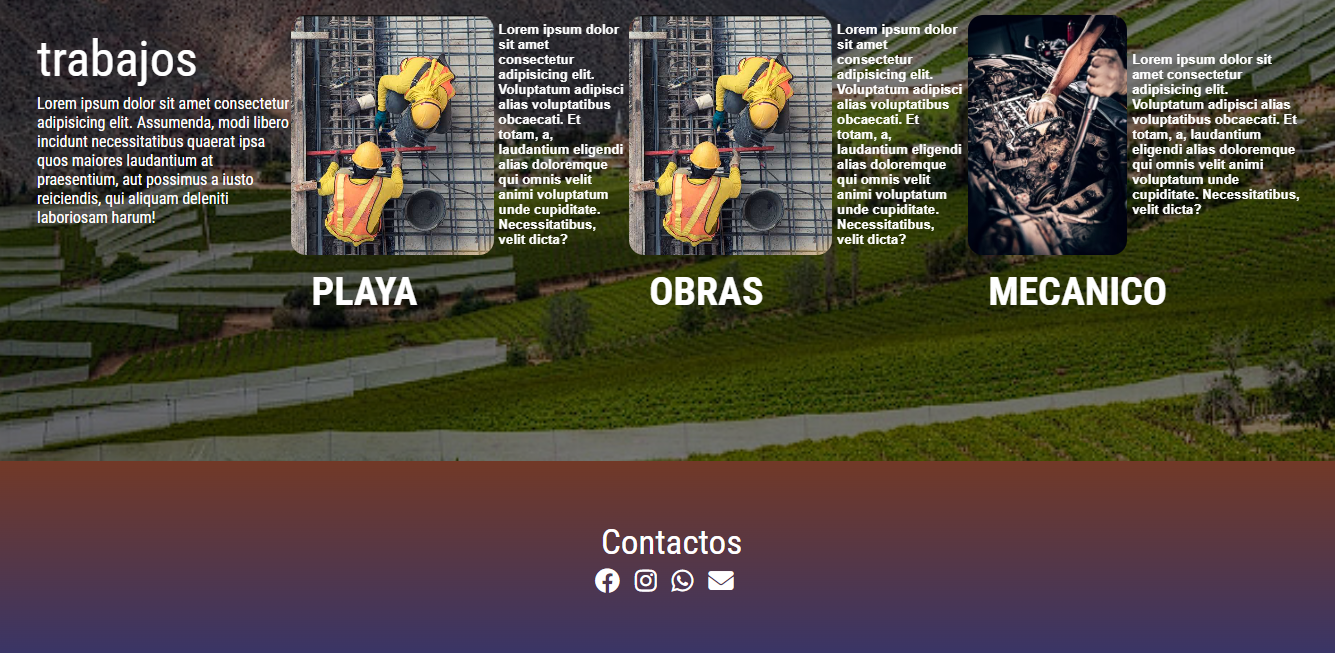 trabajos
Lorem ipsum dolor sit amet consectetur
adipisicing elit. Assumenda, modi libero
incidunt necessitatibus quaerat ipsa
quos maiores laudantium at
praesentium, aut possimus a iusto
reiciendis, qui aliquam deleniti
laboriosam harum!
Lorem ipsum dolor
sit amet
consectetur
adipisicing elit.
Voluptatum adipisci
alias voluptatibus
obcaecati. Et
totam, a,
laudantium eligendi
alias doloremque
qui omnis velit
animi voluptatum
unde cupiditate.
Necessitatibus,
velit dicta?
PLAYA
Lorem ipsum dolor
sit amet
consectetur
adipisicing elit.
Voluptatum adipisci
alias voluptatibus
obcaecati. Et
totam, a,
laudantium eligendi
alias doloremque
qui omnis velit
animi voluptatum
unde cupiditate.
Necessitatibus,
velit dicta?
OBRAS
Lorem ipsum dolor sit
amet consectetur
adipisicing elit.
Voluptatum adipisci alias
voluptatibus obcaecati. Et
totam, a, laudantium
eligendi alias doloremque
qui omnis velit animi
voluptatum unde
cupiditate. Necessitatibus,
velit dicta?
MECANICO
Contactos